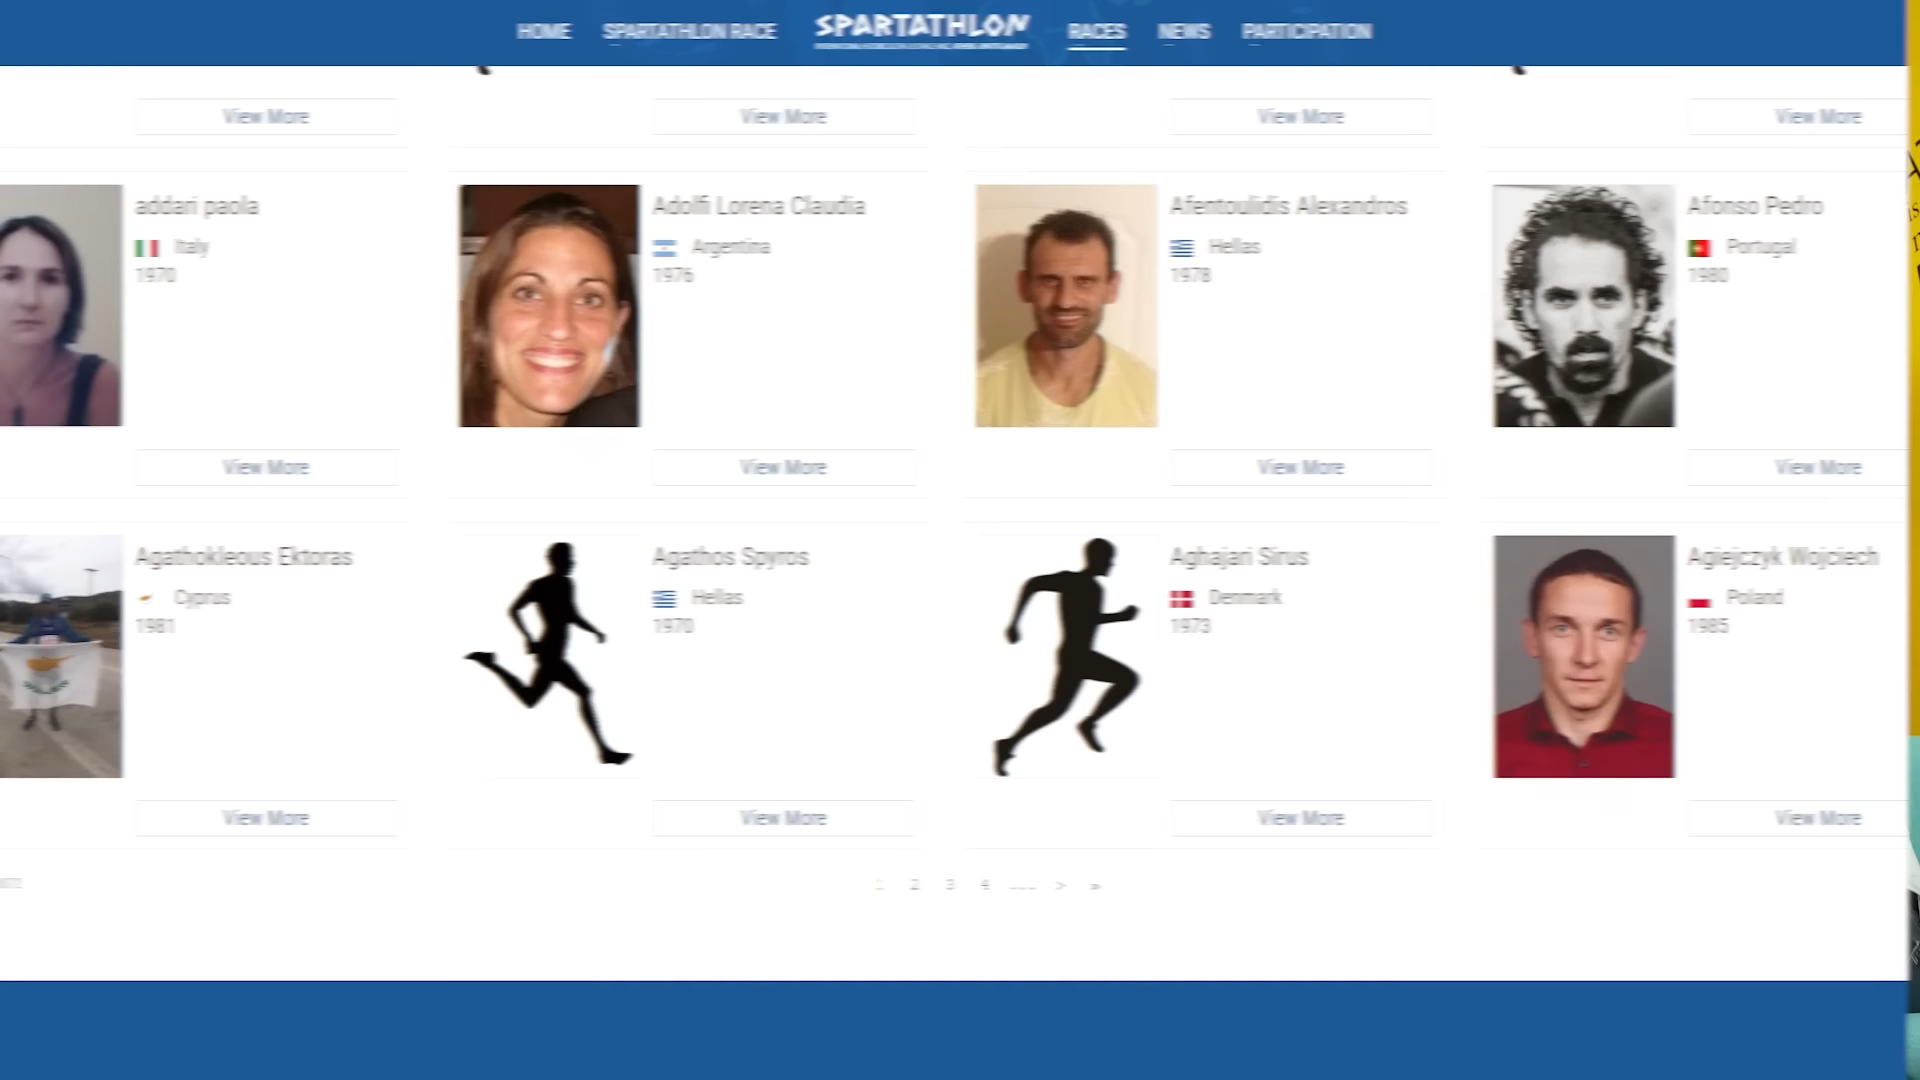 HOME SPARTATHLON RACE SPARTATHLON RACES NEWS PARTICIPATION
View More View More View More View More
addari paola Adolfi Lorena Claudia Afentoulidis Alexandros Afonso Pedro
Italy Argentina Hellas Portugal
1970 1976 1978 1980
View More View More View More View More
Agathokleous Ektoras Agathos Spyros Aghajari Sirus Agiejczyk Wojciech
Cyprus Hellas Denmark Poland
1981 1970 1973 1985
View More View More View More View More
1 2 3 4 .... > »